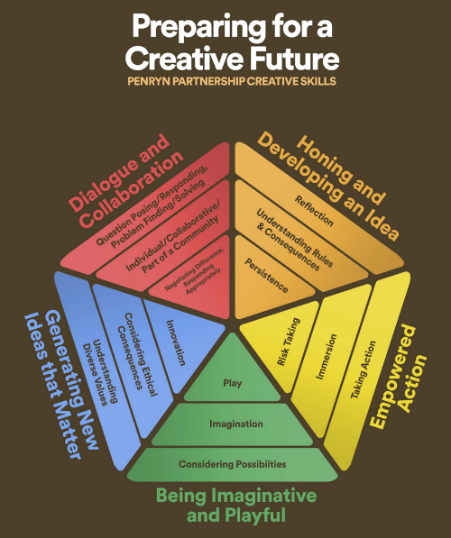 Preparing for a
Creative Future
PENRYN PARTNERSHIP CREATIVE SKILLS
Dialogue and
Collaboration
Question Posing/Responding,
Problem Finding/Solving
Individual/Collaborative/
Part of a Community
Negotiating Difference,
Responding
Appropriately
Honing and
Developing an Idea
Reflection
Understanding Rules
& Consequences
Persistence
Generating New
Ideas that Matter
Understanding
Diverse Values
Considering Ethical
Consequences
Innovation
Risk Taking
Immersion
Taking Action
Empowered
Action
Play
Imagination
Considering Possibiities
Being Imaginative
and Playful